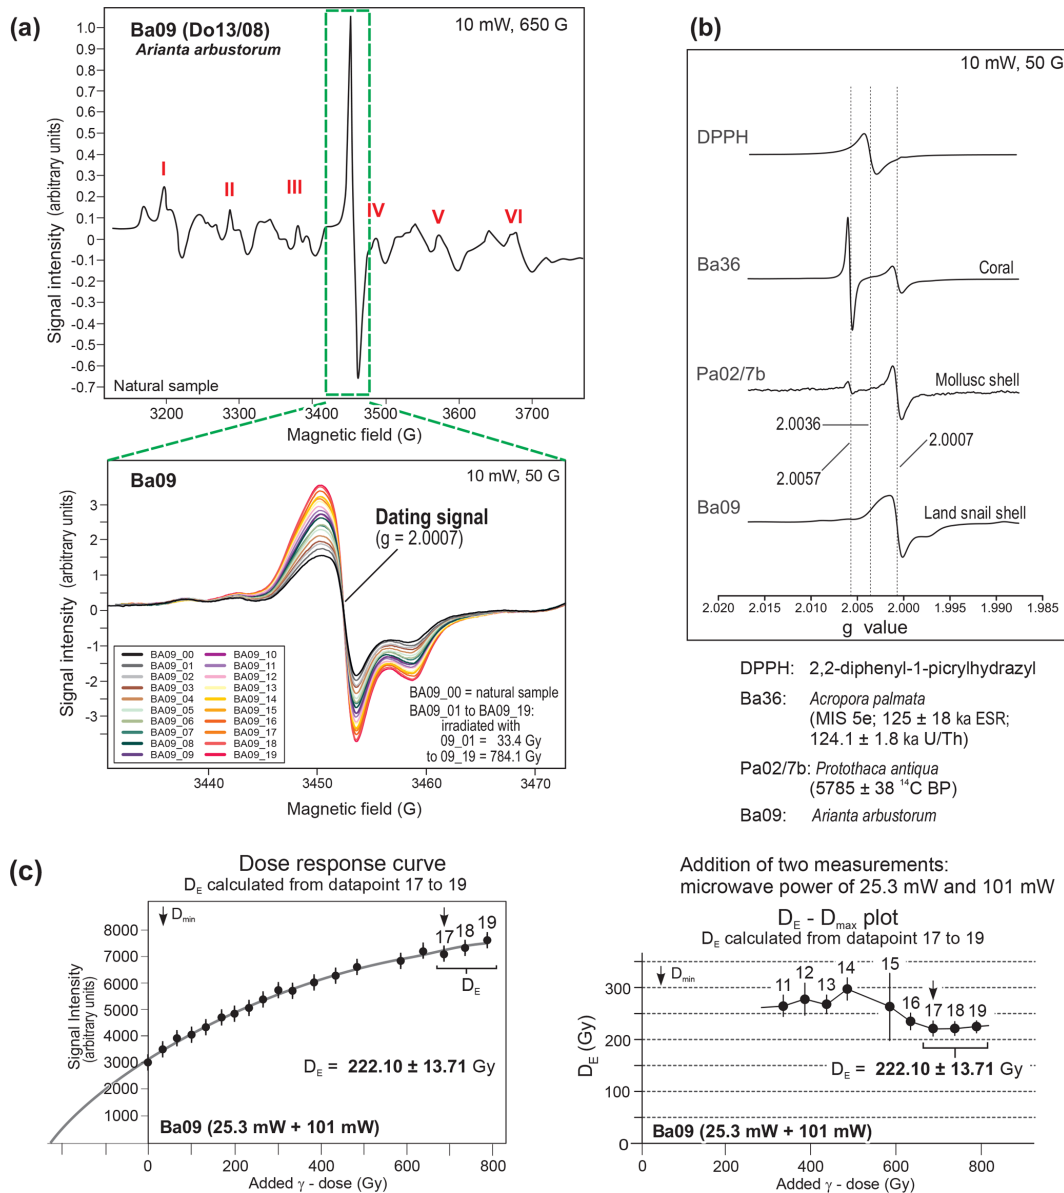 (a)
Ba09 (Do13/08)
Arianta arbustorum
10 mW, 650 G
Signal intensity (arbitrary units)
1.0
0.9
0.8
0.7
0.6
0.5
0.4
0.3
0.2
0.1
0
-0.1
-0.2
-0.3
-0.4
-0.5
-0.6
-0.7
I
II
III
IV
V
VI
Natural sample
3200
3300
3400
3500
3600
3700
Magnetic field (G)
Ba09
10 mW, 50 G
Signal intensity (arbitrary units)
3
2
1
0
-1
-2
-3
Dating signal
(g = 2.0007)
BA09_00
BA09_01
BA09_02
BA09_03
BA09_04
BA09_05
BA09_06
BA09_07
BA09_08
BA09_09
BA09_10
BA09_11
BA09_12
BA09_13
BA09_14
BA09_15
BA09_16
BA09_17
BA09_18
BA09_19
BA09_00 = natural sample
BA09_01 to BA09_19:
irradiated with
09_01 = 33.4 Gy
to 09_19 = 784.1 Gy
3440
3450
3460
3470
Magnetic field (G)
(b)
10 mW, 50 G
DPPH
Ba36
Coral
Pa02/7b
Mollusc shell
2.0036
2.0007
2.0057
Ba09
Land snail shell
2.020
2.015
2.010
2.005
2.000
1.995
1.990
1.985
g value
DPPH: 2,2-diphenyl-1-picrylhydrazyl
Ba36: Acropora palmata
(MIS 5e; 125 ± 18 ka ESR;
124.1 ± 1.8 ka U/Th)
Pa02/7b: Protothaca antiqua
(5785 ± 38 ¹⁴C BP)
Ba09: Arianta arbustorum
(c)
Dose response curve
D_E calculated from datapoint 17 to 19
D_min
Signal Intensity
(arbitrary units)
8000
7000
6000
5000
4000
3000
2000
1000
17
18
19
D_E
D_E = 222.10 ± 13.71 Gy
Ba09 (25.3 mW + 101 mW)
0
200
400
600
800
Added γ - dose (Gy)
Addition of two measurements:
microwave power of 25.3 mW and 101 mW
D_E - D_max plot
D_E calculated from datapoint 17 to 19
D_min
D_E (Gy)
300
200
100
0
11
12
13
14
15
16
17
18
19
D_E = 222.10 ± 13.71 Gy
Ba09 (25.3 mW + 101 mW)
0
200
400
600
800
Added γ - dose (Gy)